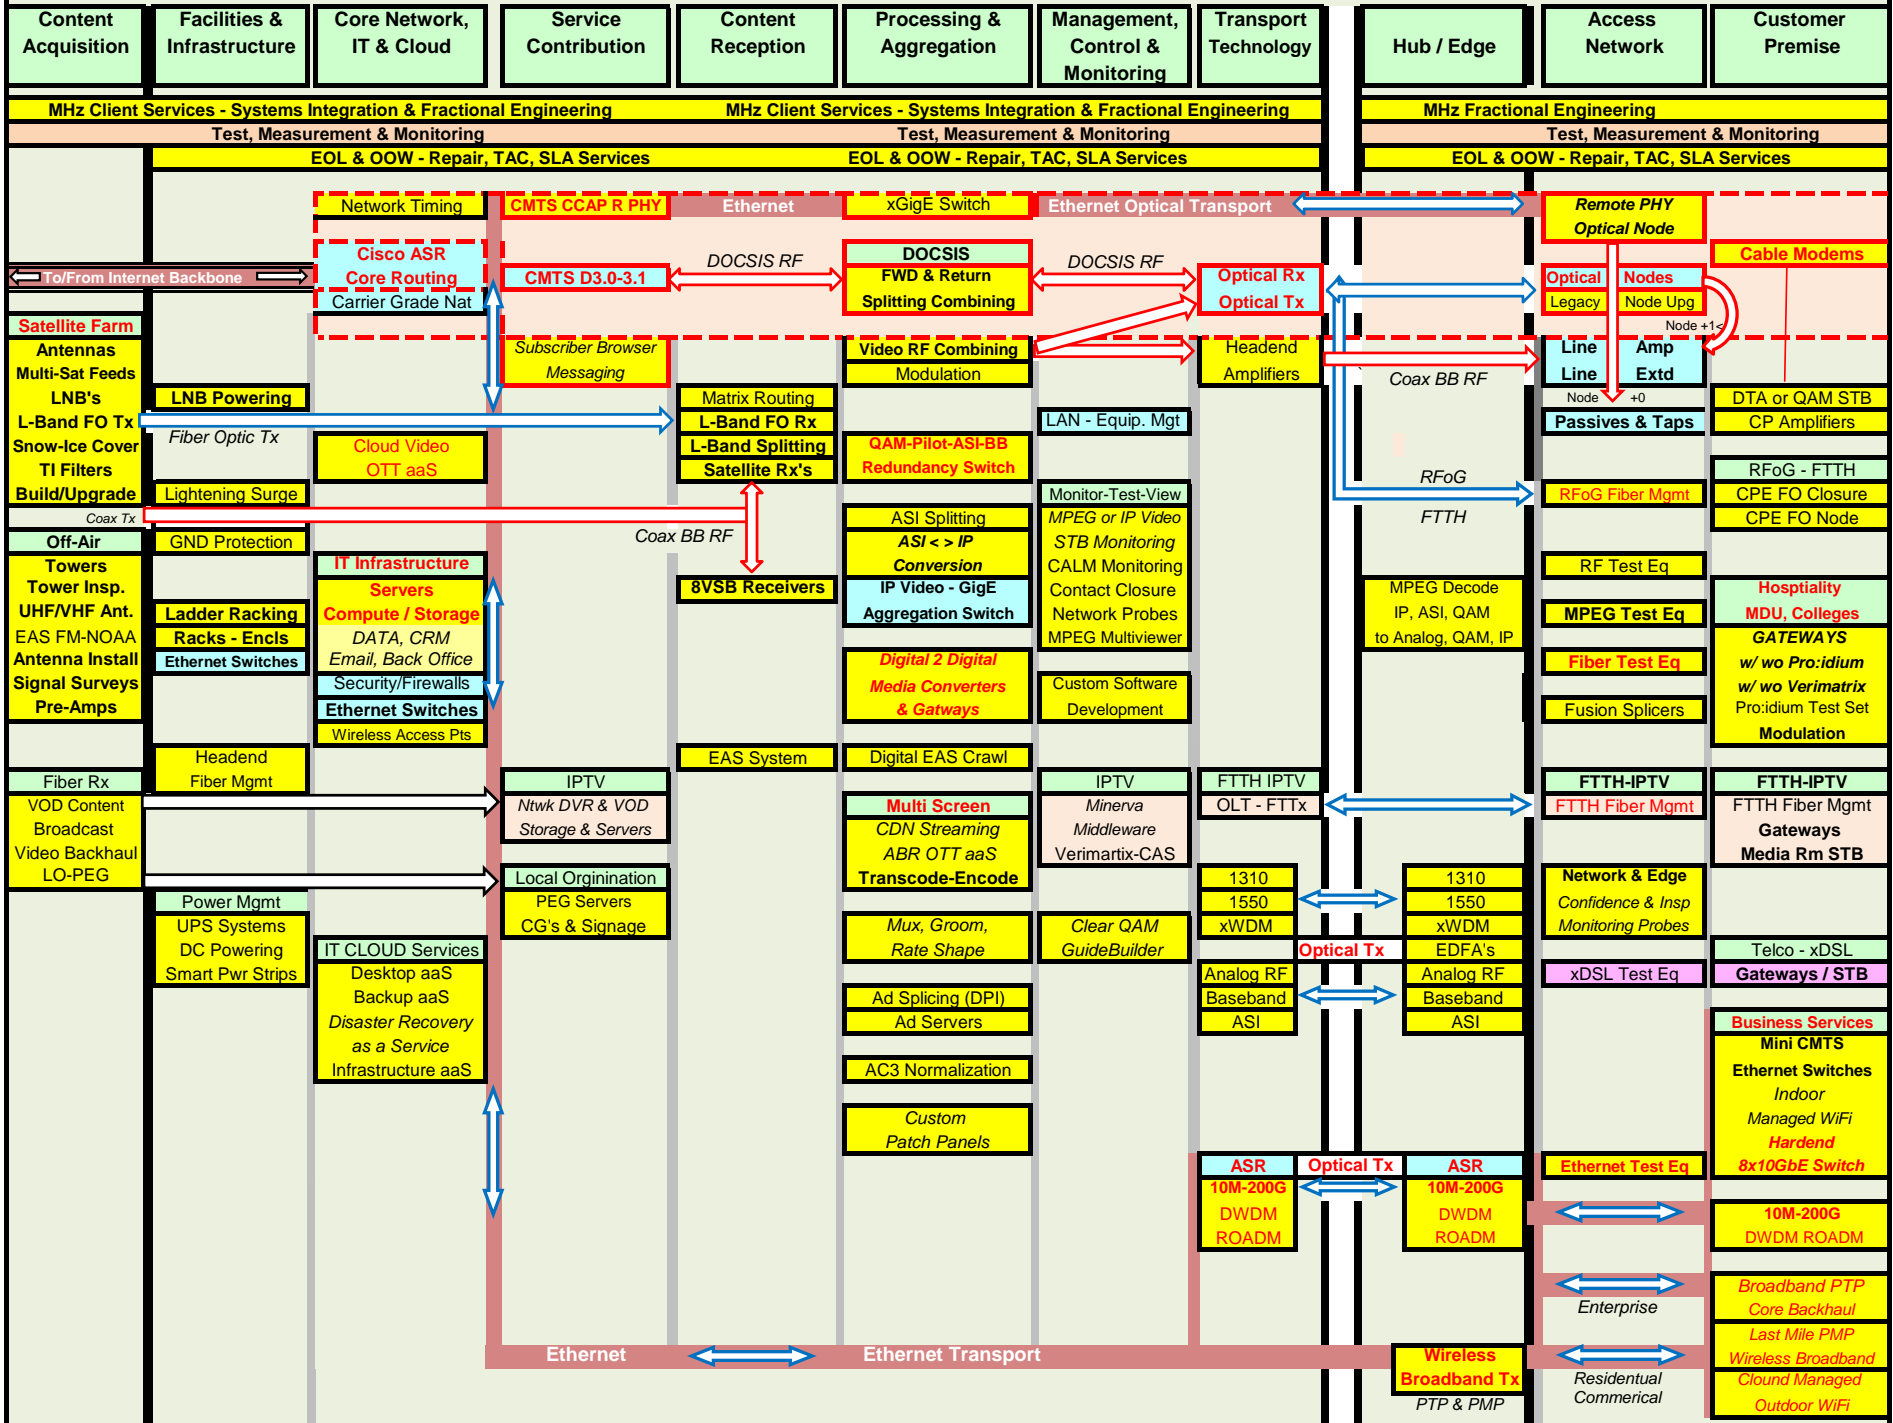 Content
Acquisition
Facilities &
Infrastructure
Core Network,
IT & Cloud
Service
Contribution
Content
Reception
Processing &
Aggregation
Management,
Control &
Monitoring
Transport
Technology
Hub / Edge
Access
Network
Customer
Premise
MHz Client Services - Systems Integration & Fractional Engineering
MHz Client Services - Systems Integration & Fractional Engineering
MHz Fractional Engineering
Test, Measurement & Monitoring
Test, Measurement & Monitoring
Test, Measurement & Monitoring
EOL & OOW - Repair, TAC, SLA Services
EOL & OOW - Repair, TAC, SLA Services
EOL & OOW - Repair, TAC, SLA Services
To/From Internet Backbone
Satellite Farm
Antennas
Multi-Sat Feeds
LNB's
L-Band FO Tx
Snow-Ice Cover
TI Filters
Build/Upgrade
Coax Tx
Off-Air
Towers
Tower Insp.
UHF/VHF Ant.
EAS FM-NOAA
Antenna Install
Signal Surveys
Pre-Amps
Fiber Rx
VOD Content
Broadcast
Video Backhaul
LO-PEG
LNB Powering
Fiber Optic Tx
Lightening Surge
GND Protection
Ladder Racking
Racks - Encls
Ethernet Switches
Headend
Fiber Mgmt
Power Mgmt
UPS Systems
DC Powering
Smart Pwr Strips
Network Timing
Cisco ASR
Core Routing
Carrier Grade Nat
Cloud Video
OTT aaS
IT Infrastructure
Servers
Compute / Storage
DATA, CRM
Email, Back Office
Security/Firewalls
Ethernet Switches
Wireless Access Pts
IT CLOUD Services
Desktop aaS
Backup aaS
Disaster Recovery
as a Service
Infrastructure aaS
CMTS CCAP R PHY
CMTS D3.0-3.1
Subscriber Browser
Messaging
IPTV
Ntwk DVR & VOD
Storage & Servers
Local Orginination
PEG Servers
CG's & Signage
Ethernet
Ethernet
DOCSIS RF
Matrix Routing
L-Band FO Rx
L-Band Splitting
Satellite Rx's
Coax BB RF
8VSB Receivers
EAS System
xGigE Switch
DOCSIS
FWD & Return
Splitting Combining
Video RF Combining
Modulation
QAM-Pilot-ASI-BB
Redundancy Switch
ASI Splitting
ASI < > IP
Conversion
IP Video - GigE
Aggregation Switch
Digital 2 Digital
Media Converters
& Gatways
Digital EAS Crawl
Multi Screen
CDN Streaming
ABR OTT aaS
Transcode-Encode
Mux, Groom,
Rate Shape
Ad Splicing (DPI)
Ad Servers
AC3 Normalization
Custom
Patch Panels
Ethernet Transport
Ethernet Optical Transport
DOCSIS RF
LAN - Equip. Mgt
Monitor-Test-View
MPEG or IP Video
STB Monitoring
CALM Monitoring
Contact Closure
Network Probes
MPEG Multiviewer
Custom Software
Development
IPTV
Minerva
Middleware
Verimartix-CAS
Clear QAM
GuideBuilder
Optical Rx
Optical Tx
Headend
Amplifiers
FTTH IPTV
OLT - FTTx
1310
1550
xWDM
Optical Tx
Analog RF
Baseband
ASI
ASR
Optical Tx
10M-200G
DWDM
ROADM
Coax BB RF
RFoG
FTTH
MPEG Decode
IP, ASI, QAM
to Analog, QAM, IP
1310
1550
xWDM
EDFA's
Analog RF
Baseband
ASI
ASR
10M-200G
DWDM
ROADM
Wireless
Broadband Tx
PTP & PMP
Remote PHY
Optical Node
Optical Nodes
Legacy Node Upg
Node +1<
Line Amp
Line Extd
Node +0
Passives & Taps
RFoG Fiber Mgmt
RF Test Eq
MPEG Test Eq
Fiber Test Eq
Fusion Splicers
FTTH-IPTV
FTTH Fiber Mgmt
Network & Edge
Confidence & Insp
Monitoring Probes
xDSL Test Eq
Ethernet Test Eq
Enterprise
Residentual
Commerical
Cable Modems
DTA or QAM STB
CP Amplifiers
RFoG - FTTH
CPE FO Closure
CPE FO Node
Hosptiality
MDU, Colleges
GATEWAYS
w/ wo Pro:idium
w/ wo Verimatrix
Pro:idium Test Set
Modulation
FTTH-IPTV
FTTH Fiber Mgmt
Gateways
Media Rm STB
Telco - xDSL
Gateways / STB
Business Services
Mini CMTS
Ethernet Switches
Indoor
Managed WiFi
Hardend
8x10GbE Switch
10M-200G
DWDM ROADM
Broadband PTP
Core Backhaul
Last Mile PMP
Wireless Broadband
Clound Managed
Outdoor WiFi